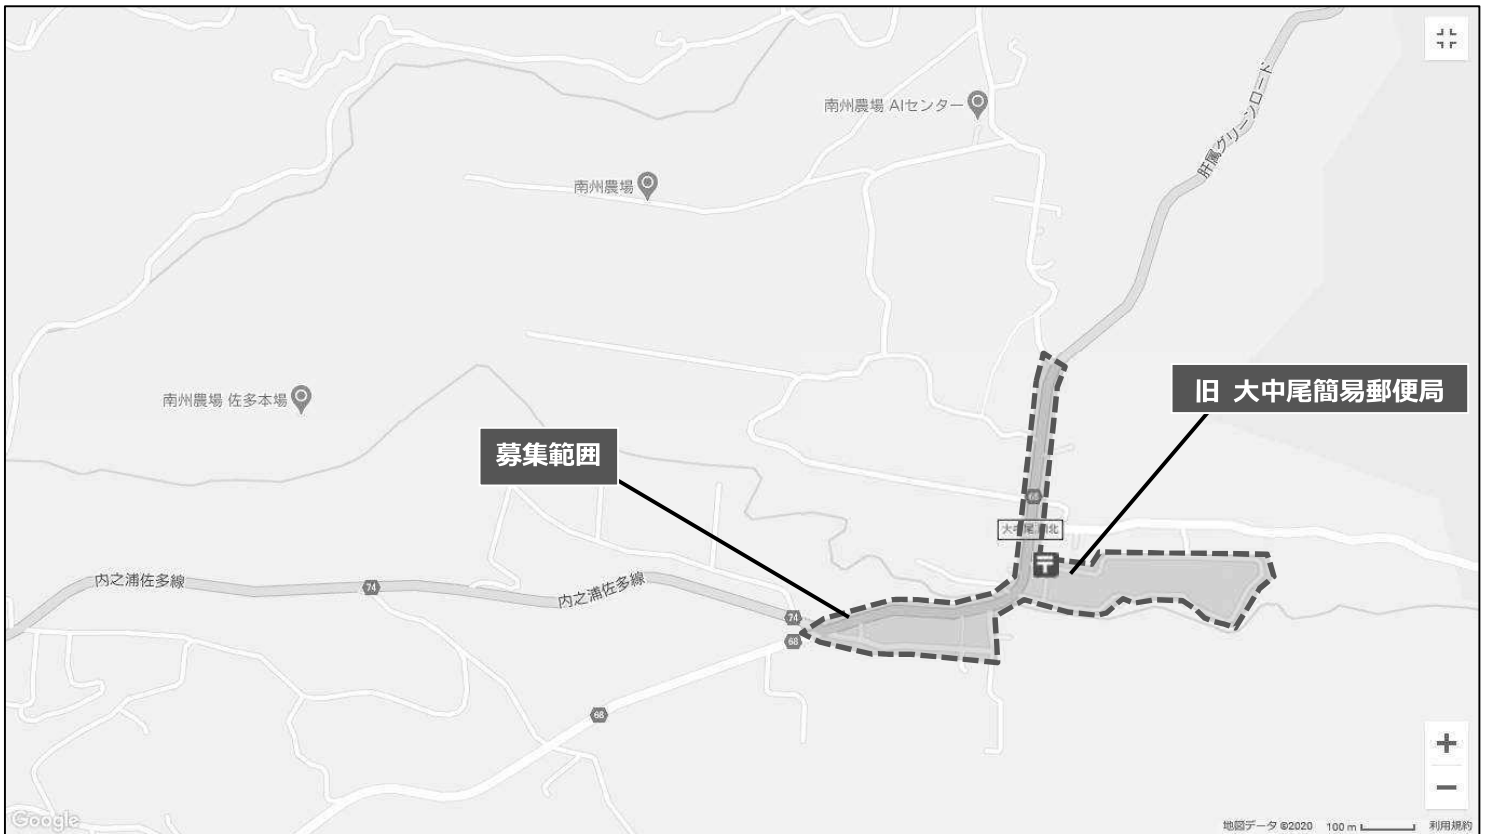 南州農場 AIセンター
肝属グリーンロード
南州農場
南州農場 佐多本場
旧 大中尾簡易郵便局
募集範囲
68
〒
内之浦佐多線
74
内之浦佐多線
74
68
68
Google
地図データ ©2020
100 m
利用規約